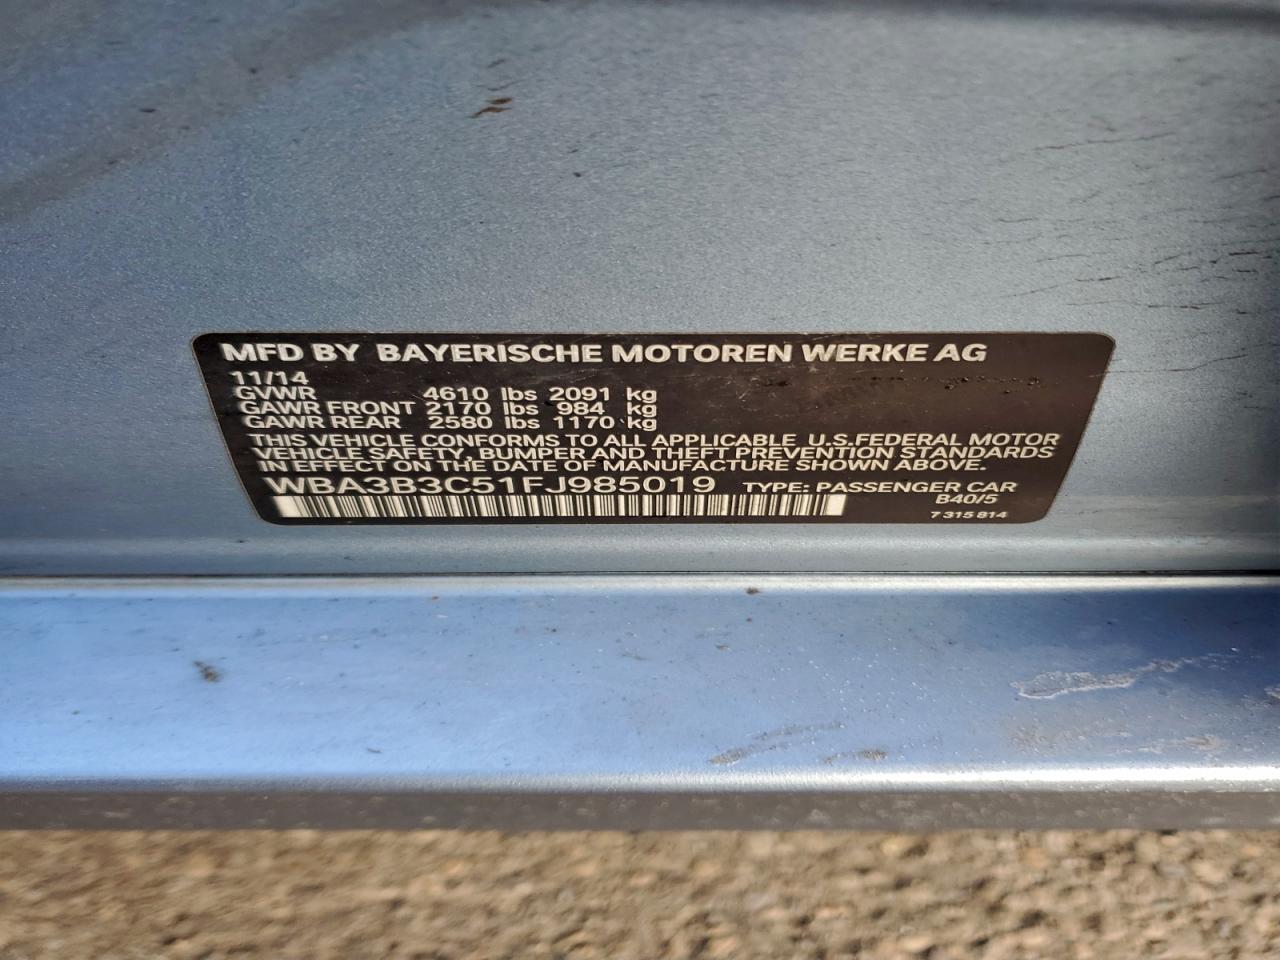 MFD BY BAYERISCHE MOTOREN WERKE AG
11/14
GVWR 4610 lbs 2091 kg
GAWR FRONT 2170 lbs 984 kg
GAWR REAR 2580 lbs 1170 kg
THIS VEHICLE CONFORMS TO ALL APPLICABLE U.S.FEDERAL MOTOR
VEHICLE SAFETY, BUMPER AND THEFT PREVENTION STANDARDS
IN EFFECT ON THE DATE OF MANUFACTURE SHOWN ABOVE.
WBA3B3C51FJ985019 TYPE: PASSENGER CAR
B40/5
7 315 814